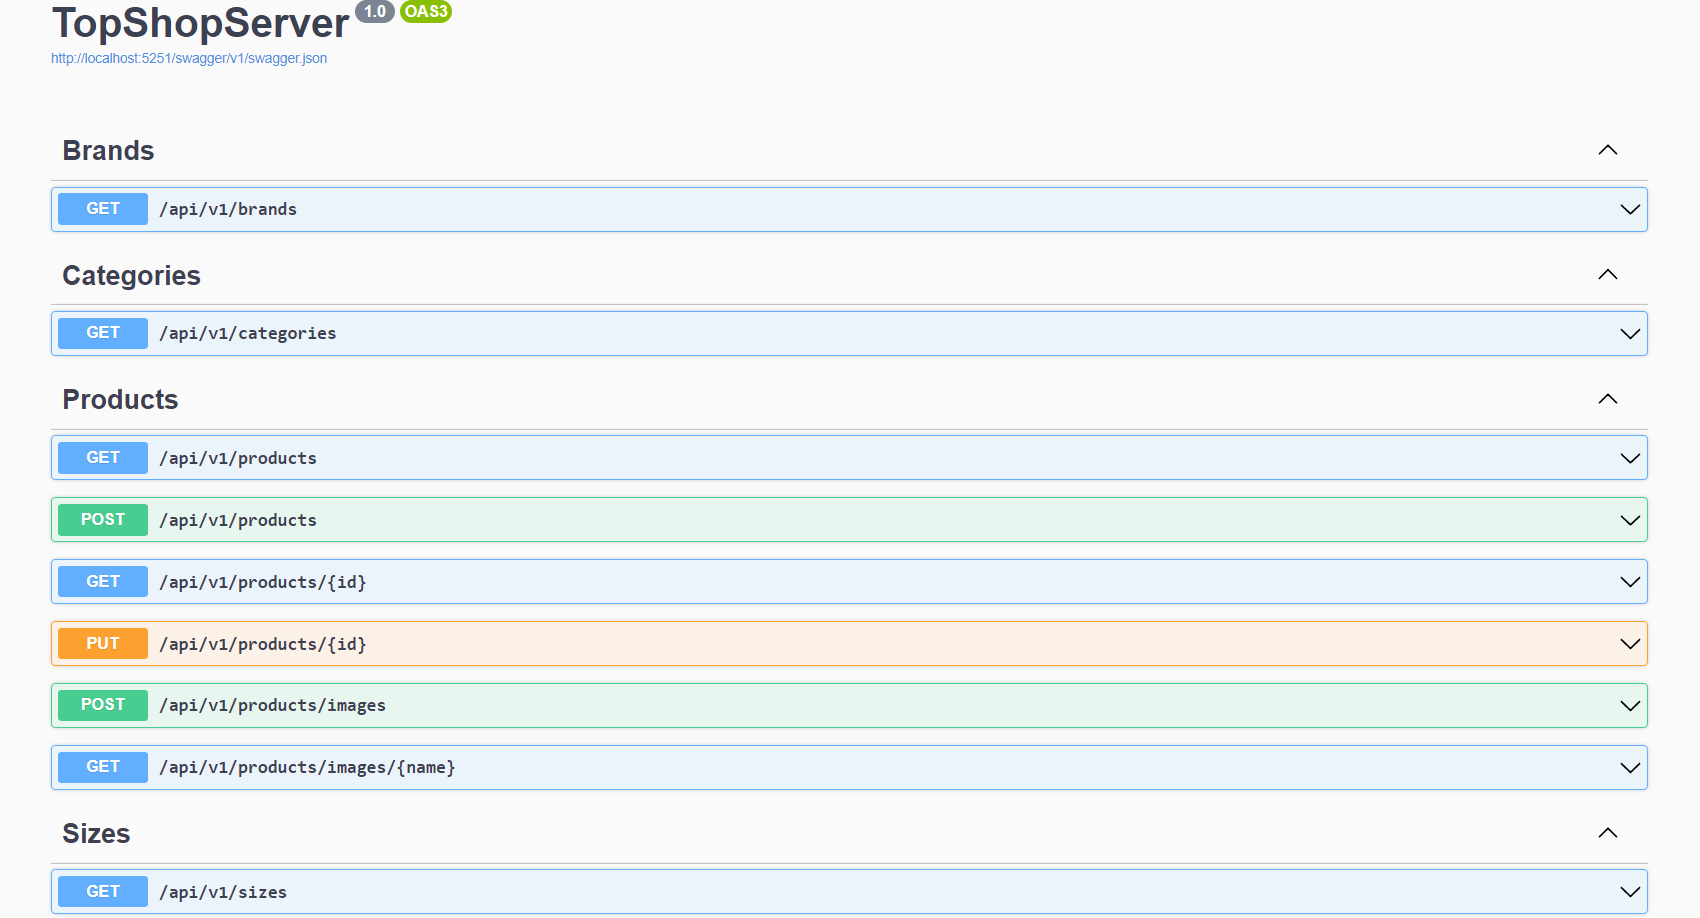 TopShopServer 1.0 OAS3
http://localhost:5251/swagger/v1/swagger.json
Brands
GET /api/v1/brands
Categories
GET /api/v1/categories
Products
GET /api/v1/products
POST /api/v1/products
GET /api/v1/products/{id}
PUT /api/v1/products/{id}
POST /api/v1/products/images
GET /api/v1/products/images/{name}
Sizes
GET /api/v1/sizes